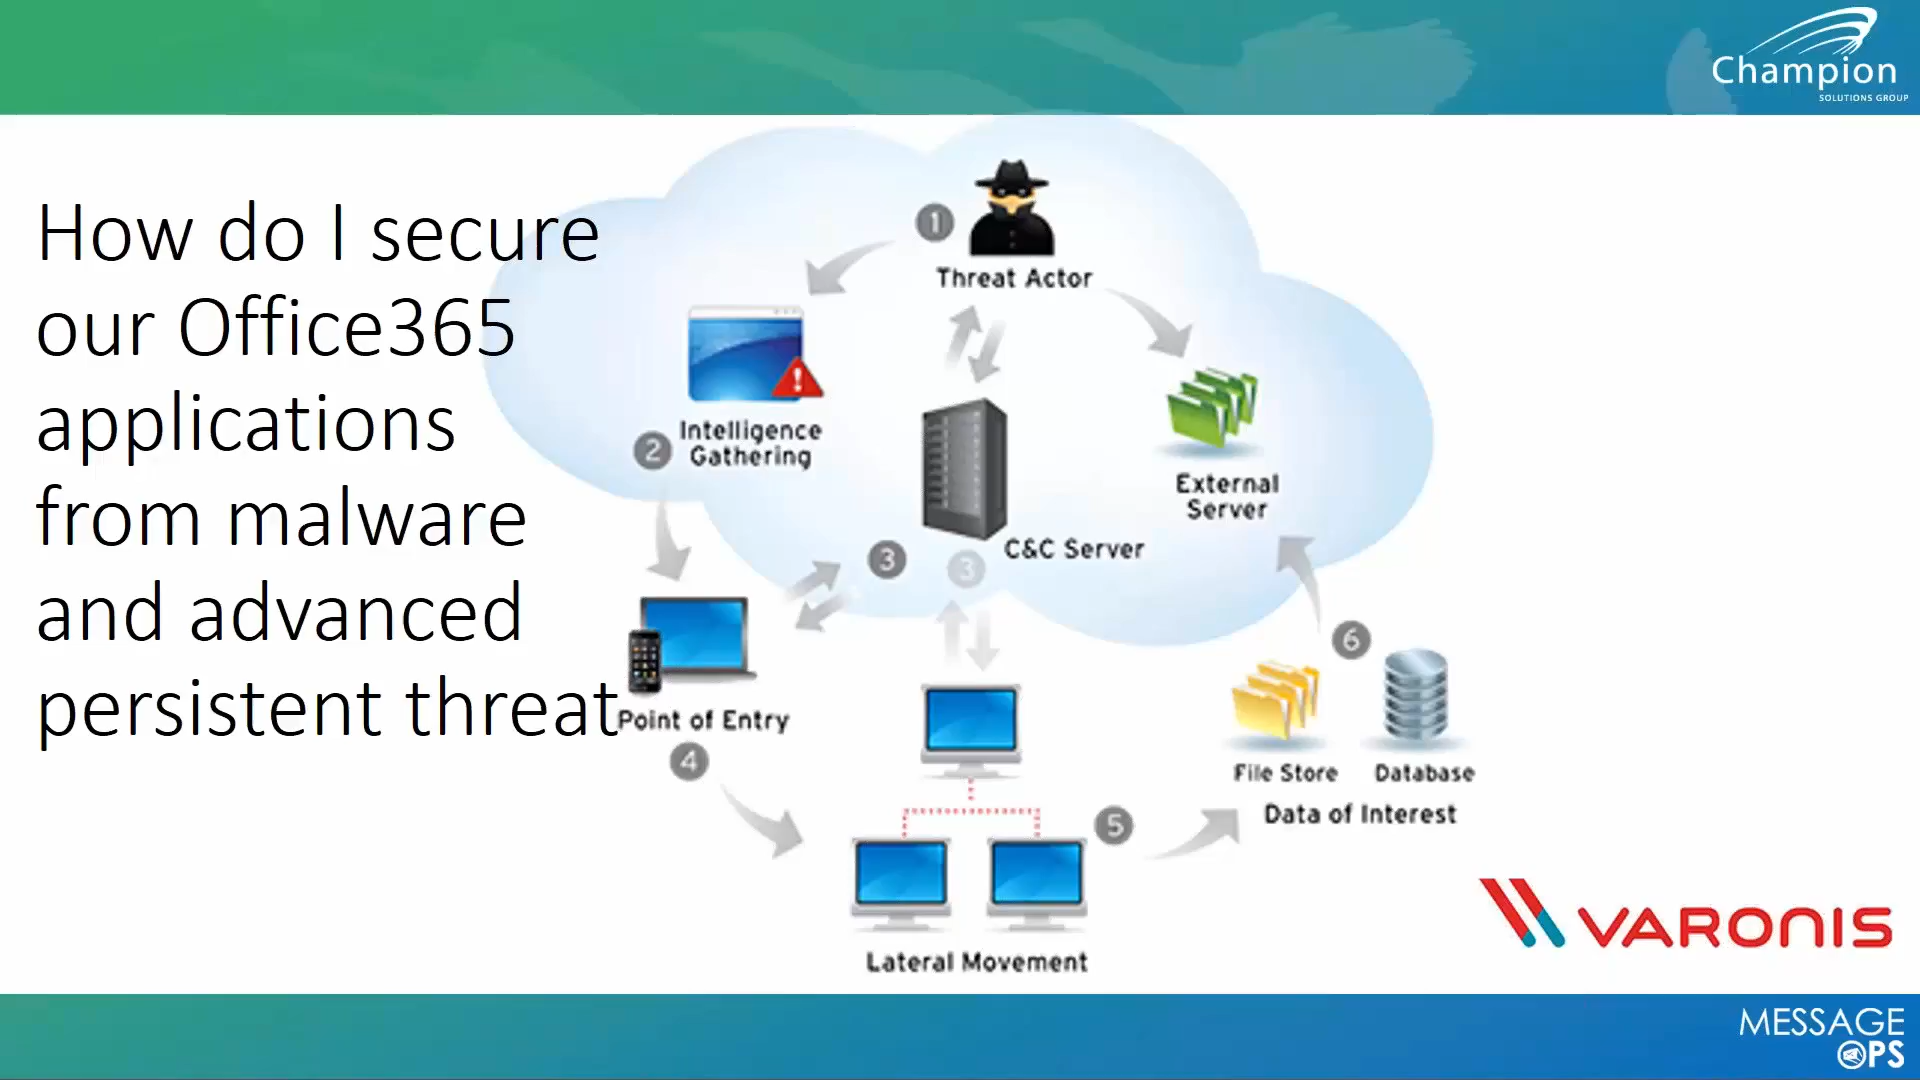 Champion
SOLUTIONS GROUP
How do I secure
our Office365
applications
from malware
and advanced
persistent threat
1
Threat Actor
2
Intelligence
Gathering
External
Server
C&C Server
3
3
Point of Entry
4
5
Lateral Movement
6
File Store
Database
Data of Interest
VARONIS
MESSAGE
OPS